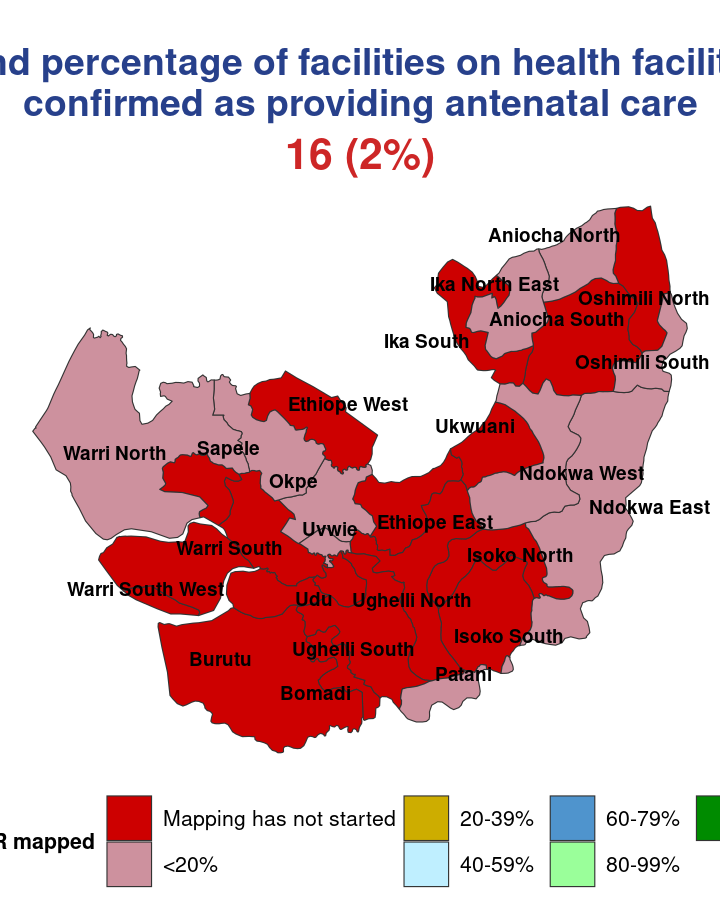 percentage of facilities on health
confirmed as providing antenatal care
16 (2%)
Aniocha North
Ika North East
Oshimili North
Aniocha South
Ika South
Oshimili South
Ethiope West
Ukwuani
Sapele
Warri North
Ndokwa West
Okpe
Ndokwa East
Ethiope East
Uvwie
Warri South
Isoko North
Warri South West
Udu
Ughelli North
Isoko South
Ughelli South
Burutu
Patani
Bomadi
Mapping has not started
20-39%
60-79%
mapped
<20%
40-59%
80-99%